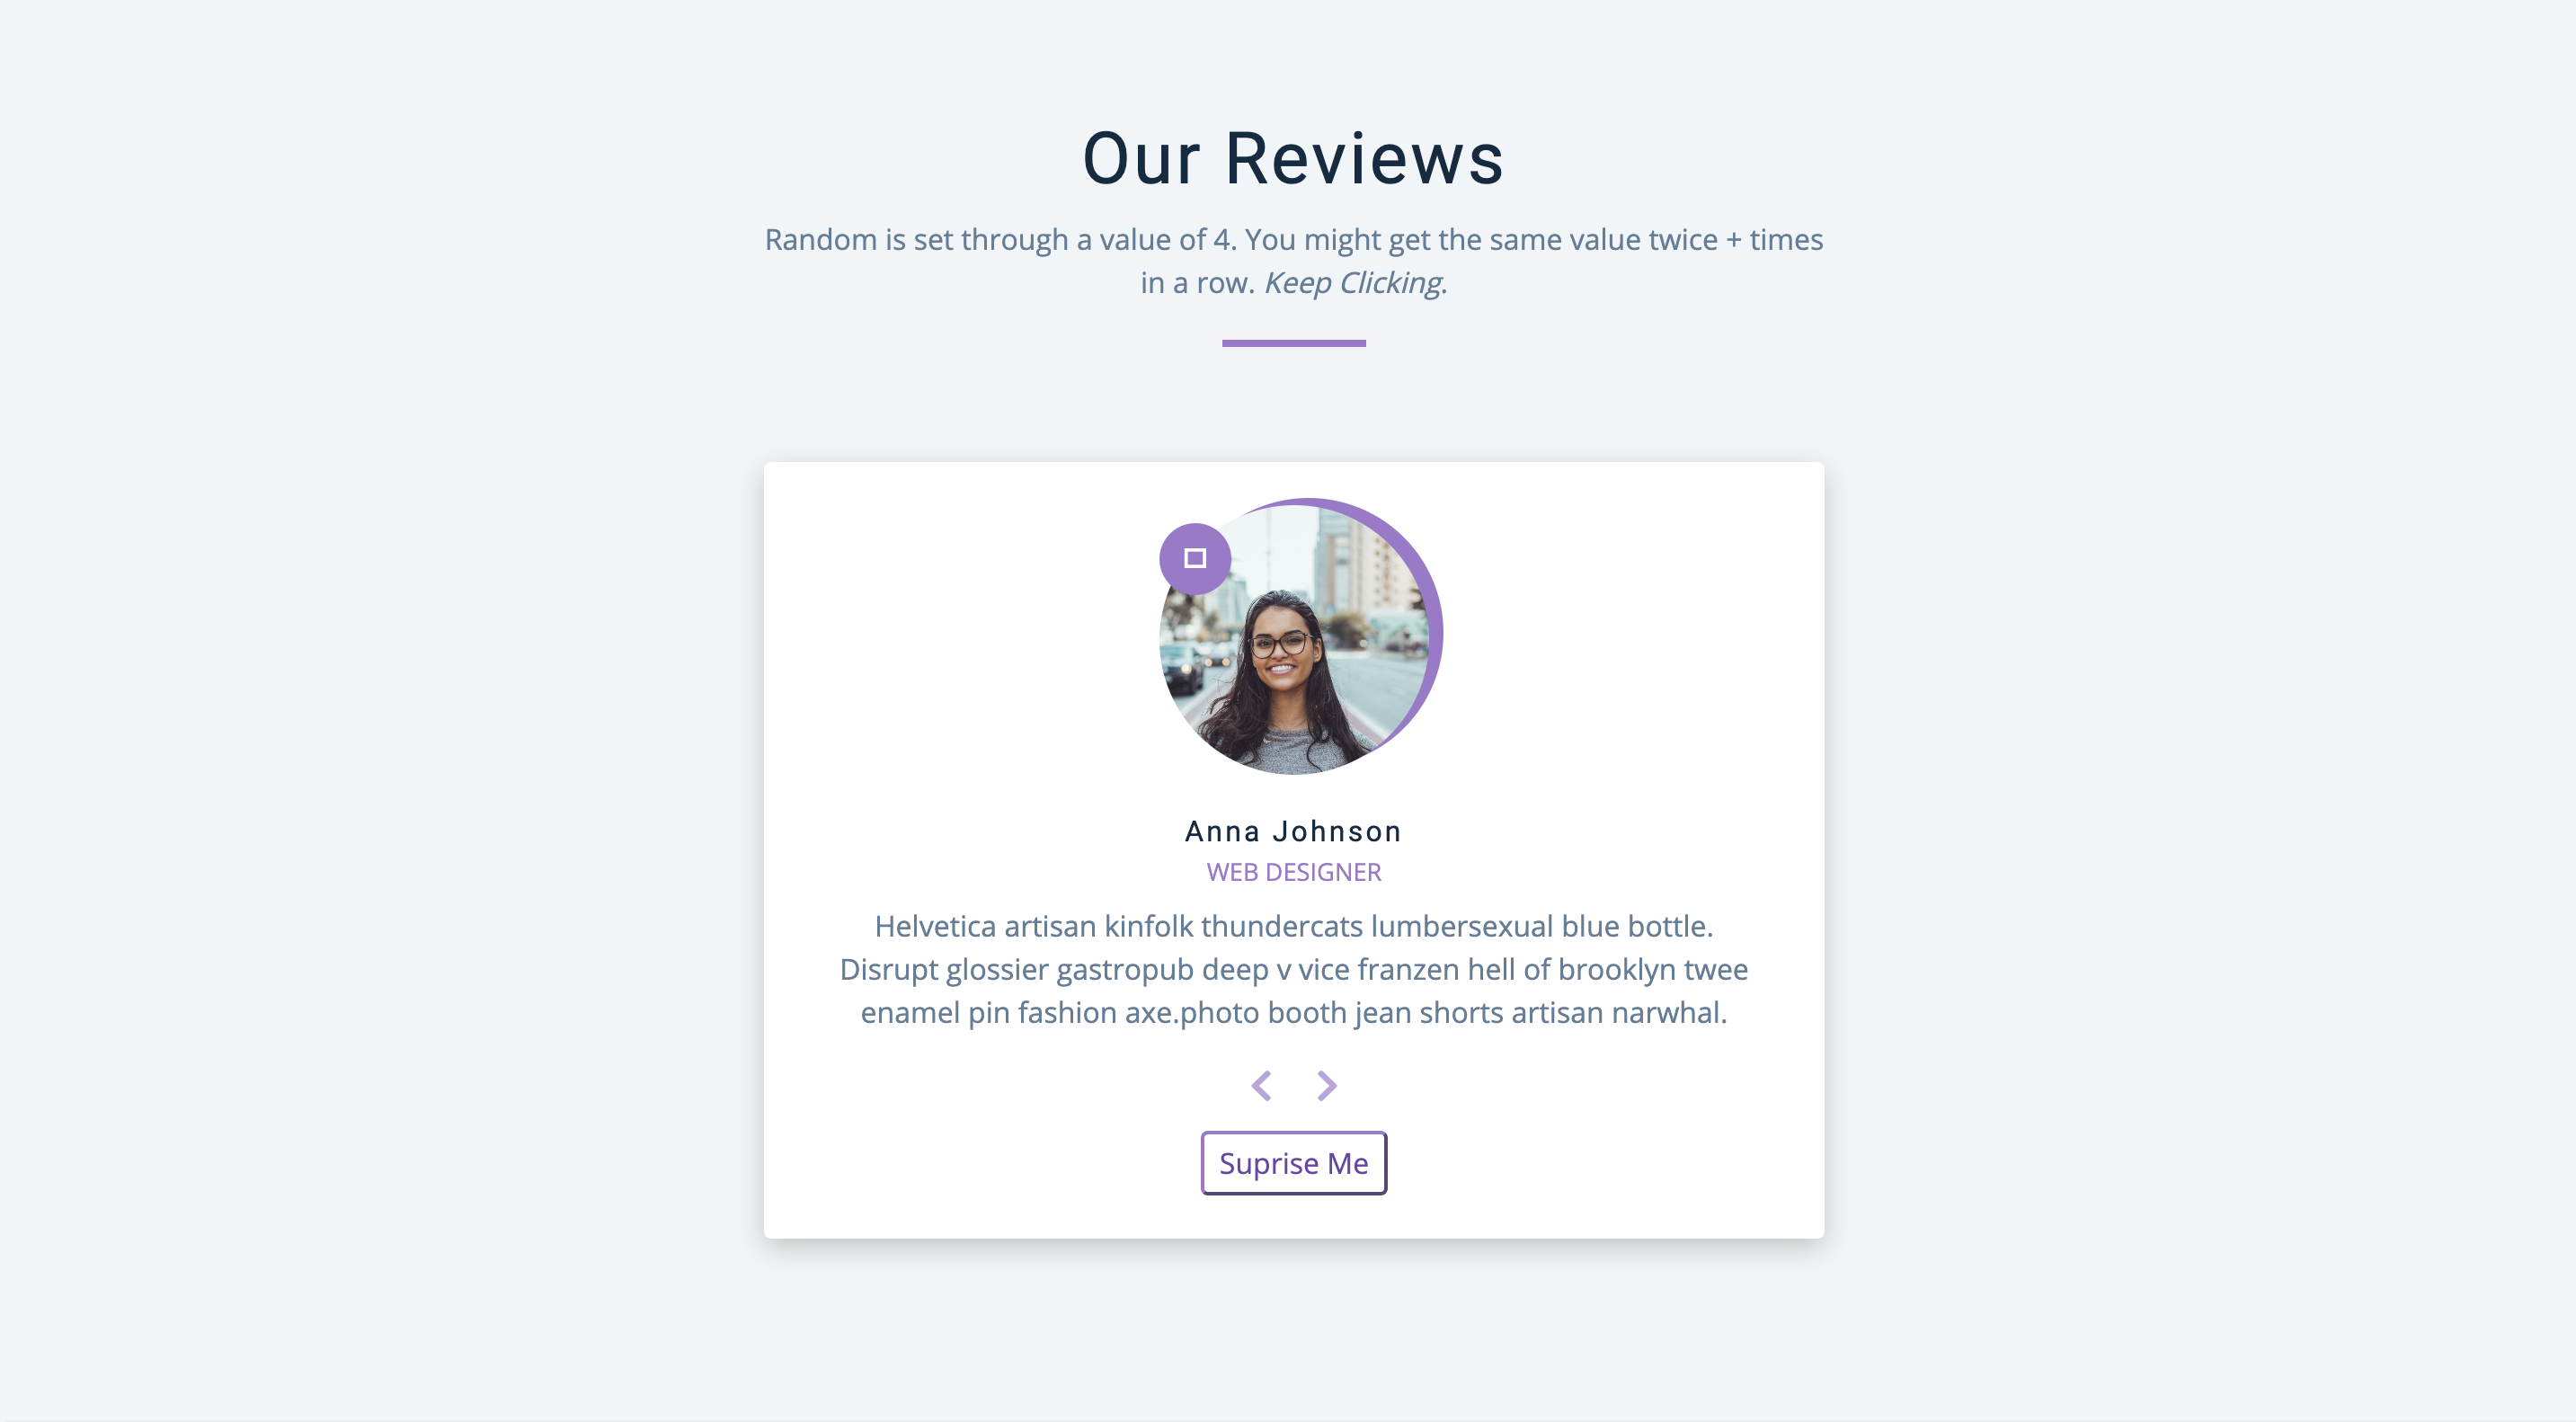 Our Reviews
Random is set through a value of 4. You might get the same value twice + times
in a row. Keep Clicking.
Anna Johnson
WEB DESIGNER
Helvetica artisan kinfolk thundercats lumbersexual blue bottle.
Disrupt glossier gastropub deep v vice franzen hell of brooklyn twee
enamel pin fashion axe.photo booth jean shorts artisan narwhal.
Suprise Me